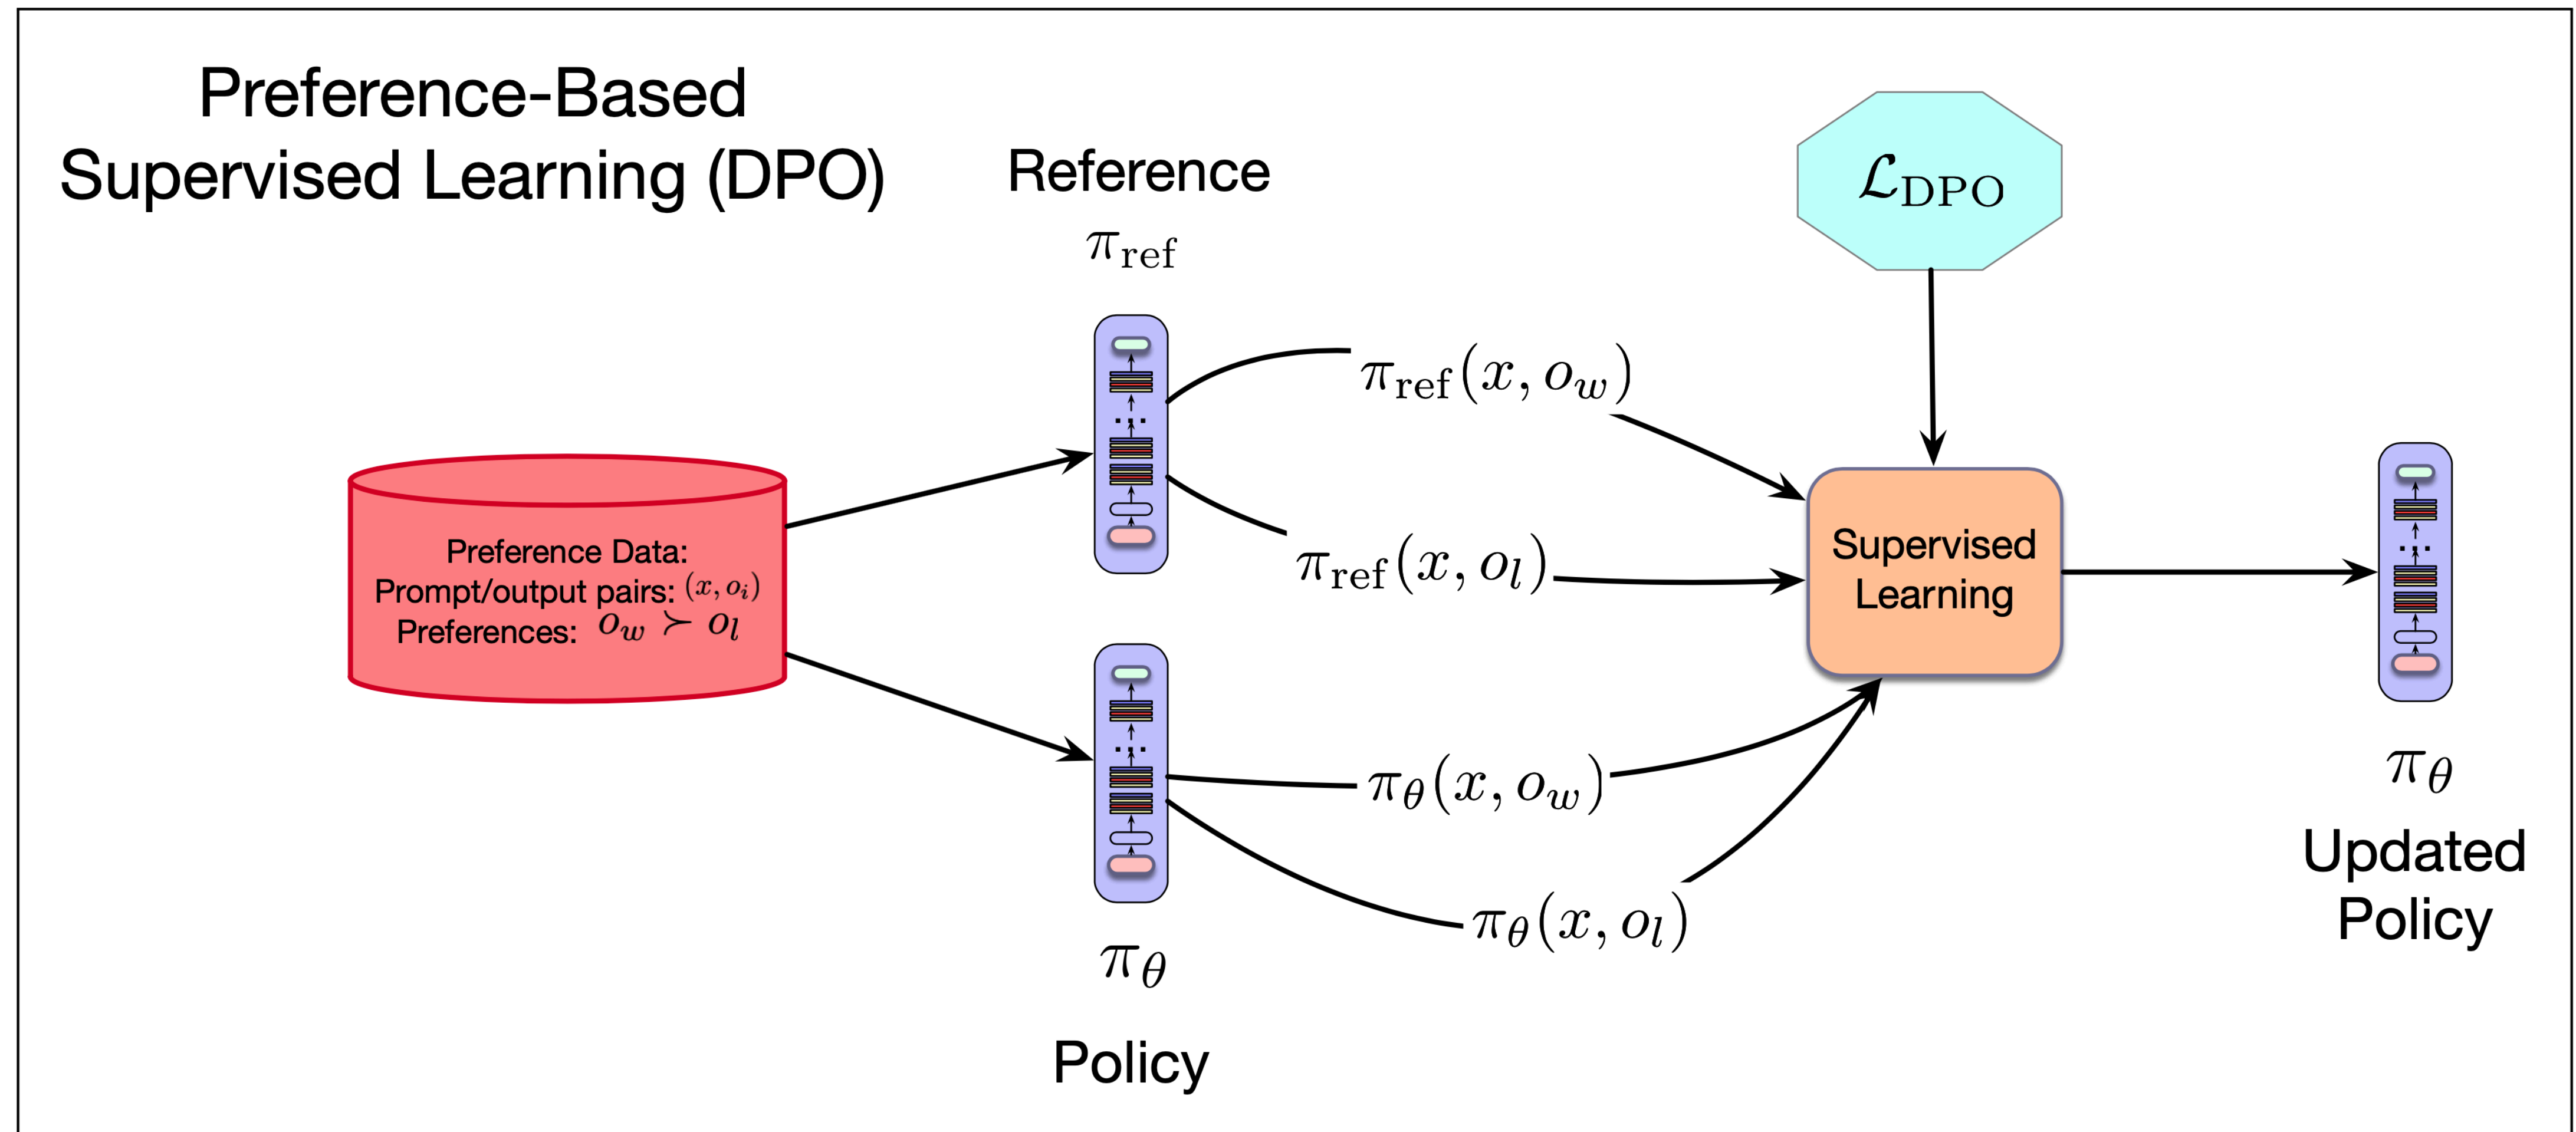 Preference-Based
Supervised Learning (DPO)
Reference
π_ref
ℒ_DPO
π_ref(x, o_w)
π_ref(x, o_l)
Preference Data:
Prompt/output pairs: (x, o_i)
Preferences: o_w ≻ o_l
Supervised
Learning
π_θ(x, o_w)
π_θ(x, o_l)
π_θ
Policy
π_θ
Updated
Policy